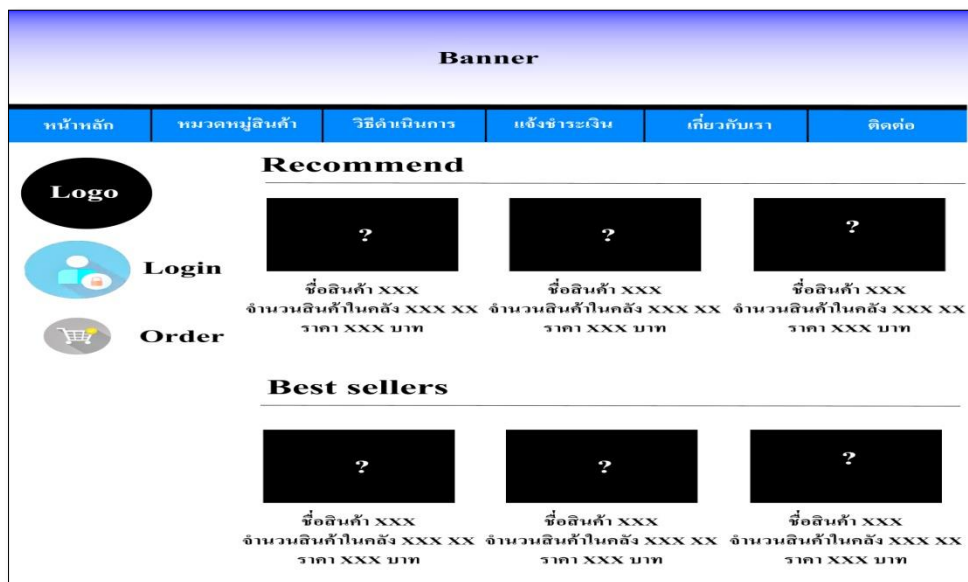 Banner
หน้าหลัก หมวดหมู่สินค้า วิธีดำเนินการ แจ้งชำระเงิน เกี่ยวกับเรา ติดต่อ
Logo
Login
Order
Recommend
? ? ?
ชื่อสินค้า XXX ชื่อสินค้า XXX ชื่อสินค้า XXX
จำนวนสินค้าในคลัง XXX XX จำนวนสินค้าในคลัง XXX XX จำนวนสินค้าในคลัง XXX XX
ราคา XXX บาท ราคา XXX บาท ราคา XXX บาท
Best sellers
? ? ?
ชื่อสินค้า XXX ชื่อสินค้า XXX ชื่อสินค้า XXX
จำนวนสินค้าในคลัง XXX XX จำนวนสินค้าในคลัง XXX XX จำนวนสินค้าในคลัง XXX XX
ราคา XXX บาท ราคา XXX บาท ราคา XXX บาท